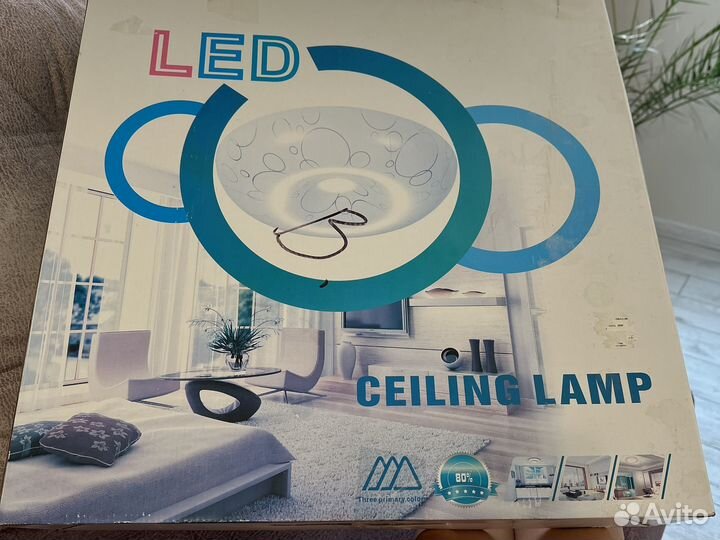 LED
CEILING LAMP
Three primary colors
80%
Avito